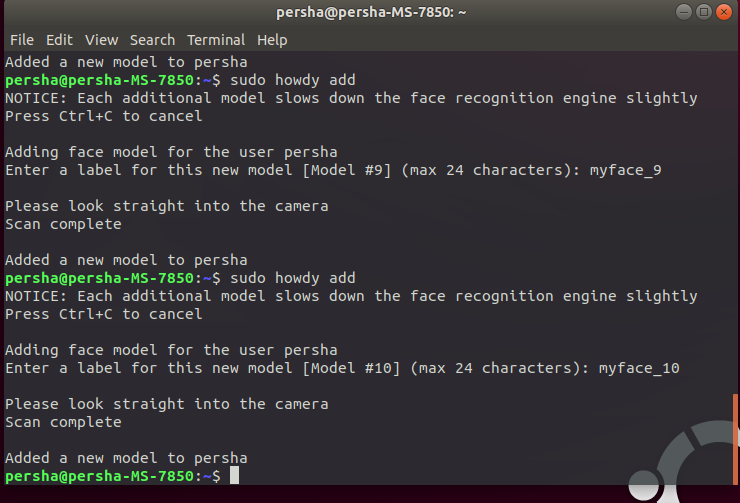 persha@persha-MS-7850: ~
File Edit View Search Terminal Help
Added a new model to persha
persha@persha-MS-7850:~$ sudo howdy add
NOTICE: Each additional model slows down the face recognition engine slightly
Press Ctrl+C to cancel
Adding face model for the user persha
Enter a label for this new model [Model #9] (max 24 characters): myface_9
Please look straight into the camera
Scan complete
Added a new model to persha
persha@persha-MS-7850:~$ sudo howdy add
NOTICE: Each additional model slows down the face recognition engine slightly
Press Ctrl+C to cancel
Adding face model for the user persha
Enter a label for this new model [Model #10] (max 24 characters): myface_10
Please look straight into the camera
Scan complete
Added a new model to persha
persha@persha-MS-7850:~$